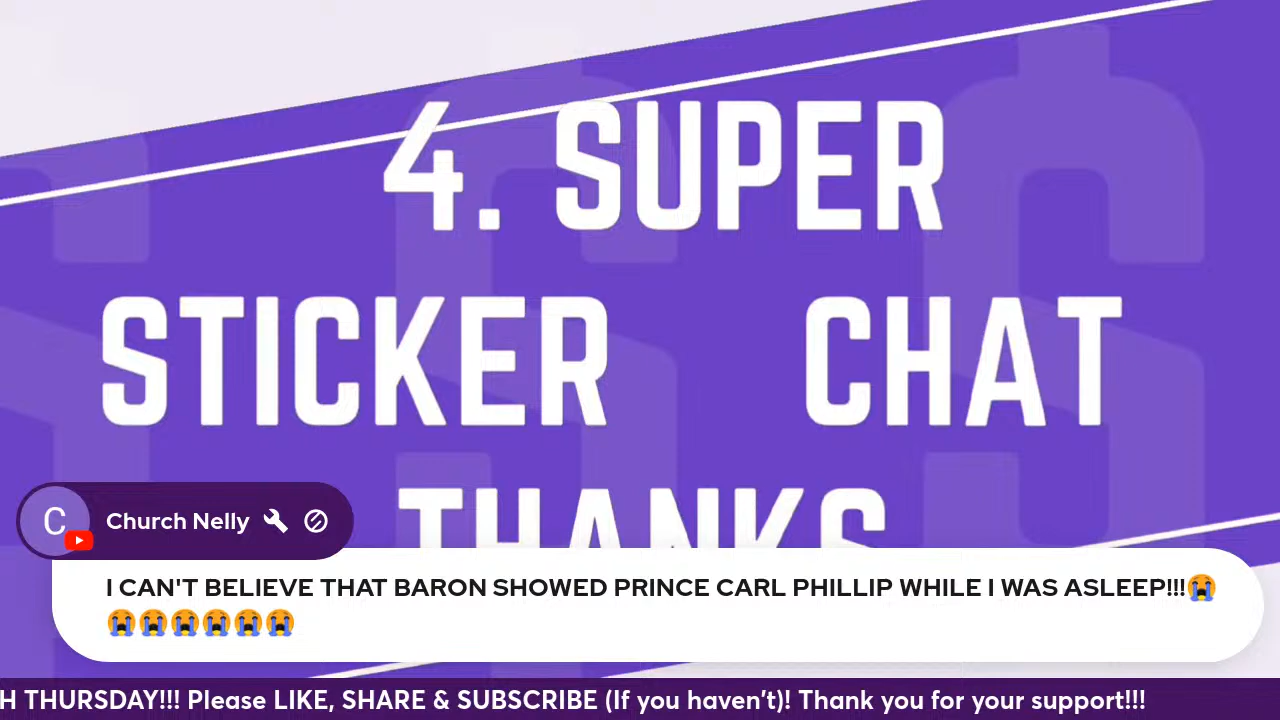 4. SUPER
STICKER CHAT
THANKS
C
Church Nelly
I CAN'T BELIEVE THAT BARON SHOWED PRINCE CARL PHILLIP WHILE I WAS ASLEEP!!!😭
😭😭😭😭😭😭
H THURSDAY!!! Please LIKE, SHARE & SUBSCRIBE (If you haven't)! Thank you for your support!!!